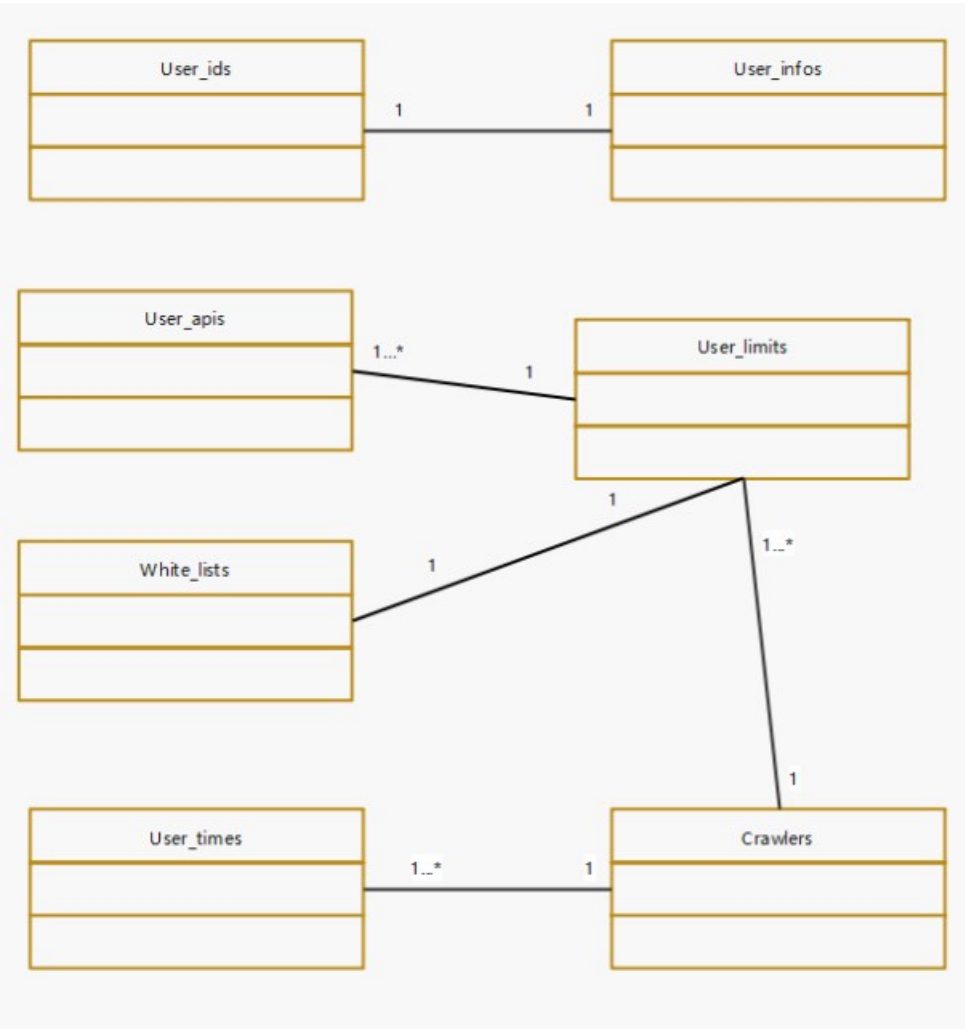 User_ids
User_infos
1
1
User_apis
User_limits
1...*
1
1
1...*
White_lists
1
1
User_times
Crawlers
1...*
1